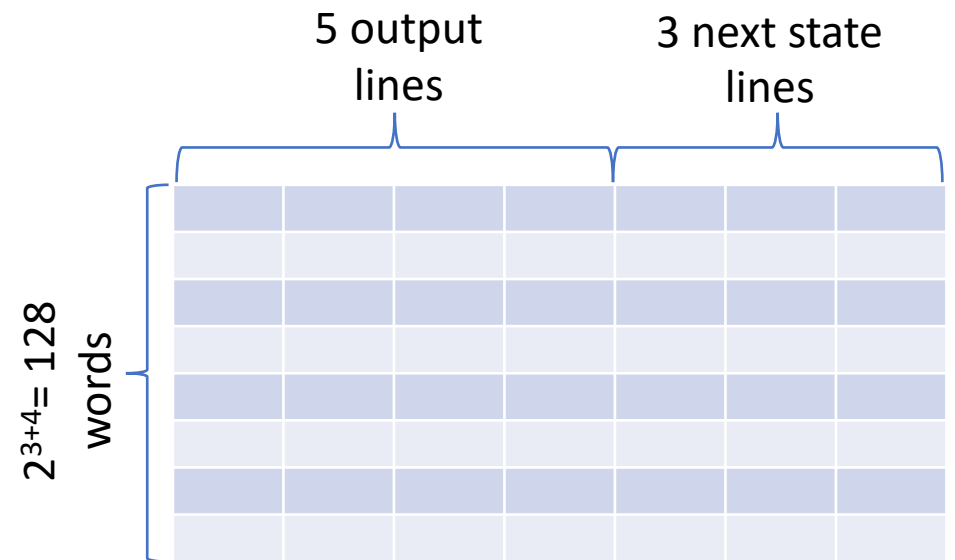 5 output
lines
3 next state
lines
2³⁺⁴= 128
words